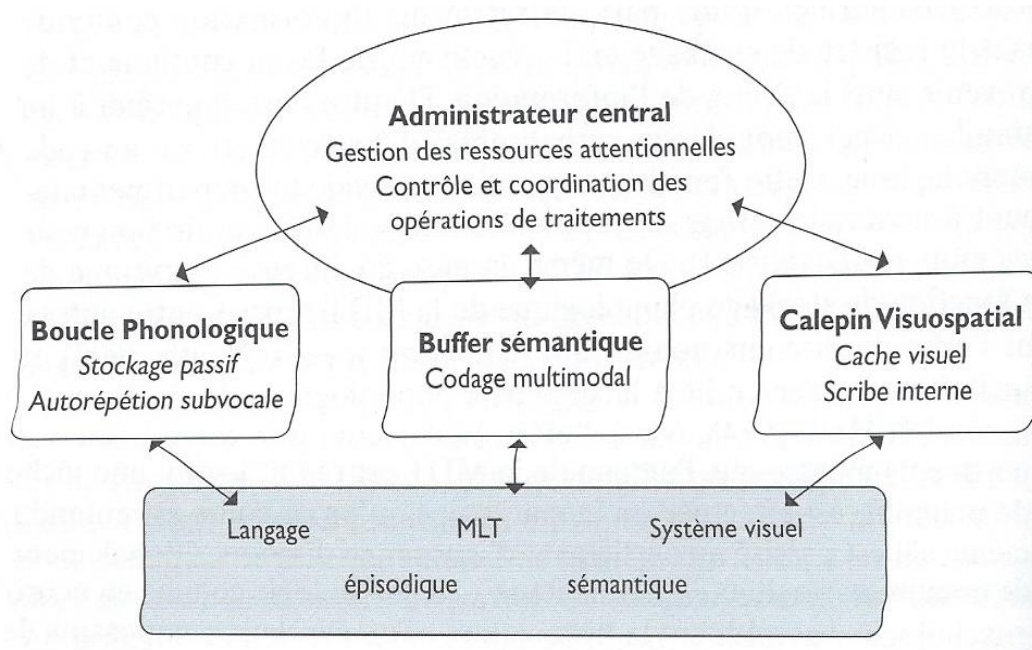 Administrateur central
Gestion des ressources attentionnelles
Contrôle et coordination des
opérations de traitements
Boucle Phonologique
Stockage passif
Autorépétition subvocale
Buffer sémantique
Codage multimodal
Calepin Visuospatial
Cache visuel
Scribe interne
Langage MLT Système visuel
épisodique sémantique